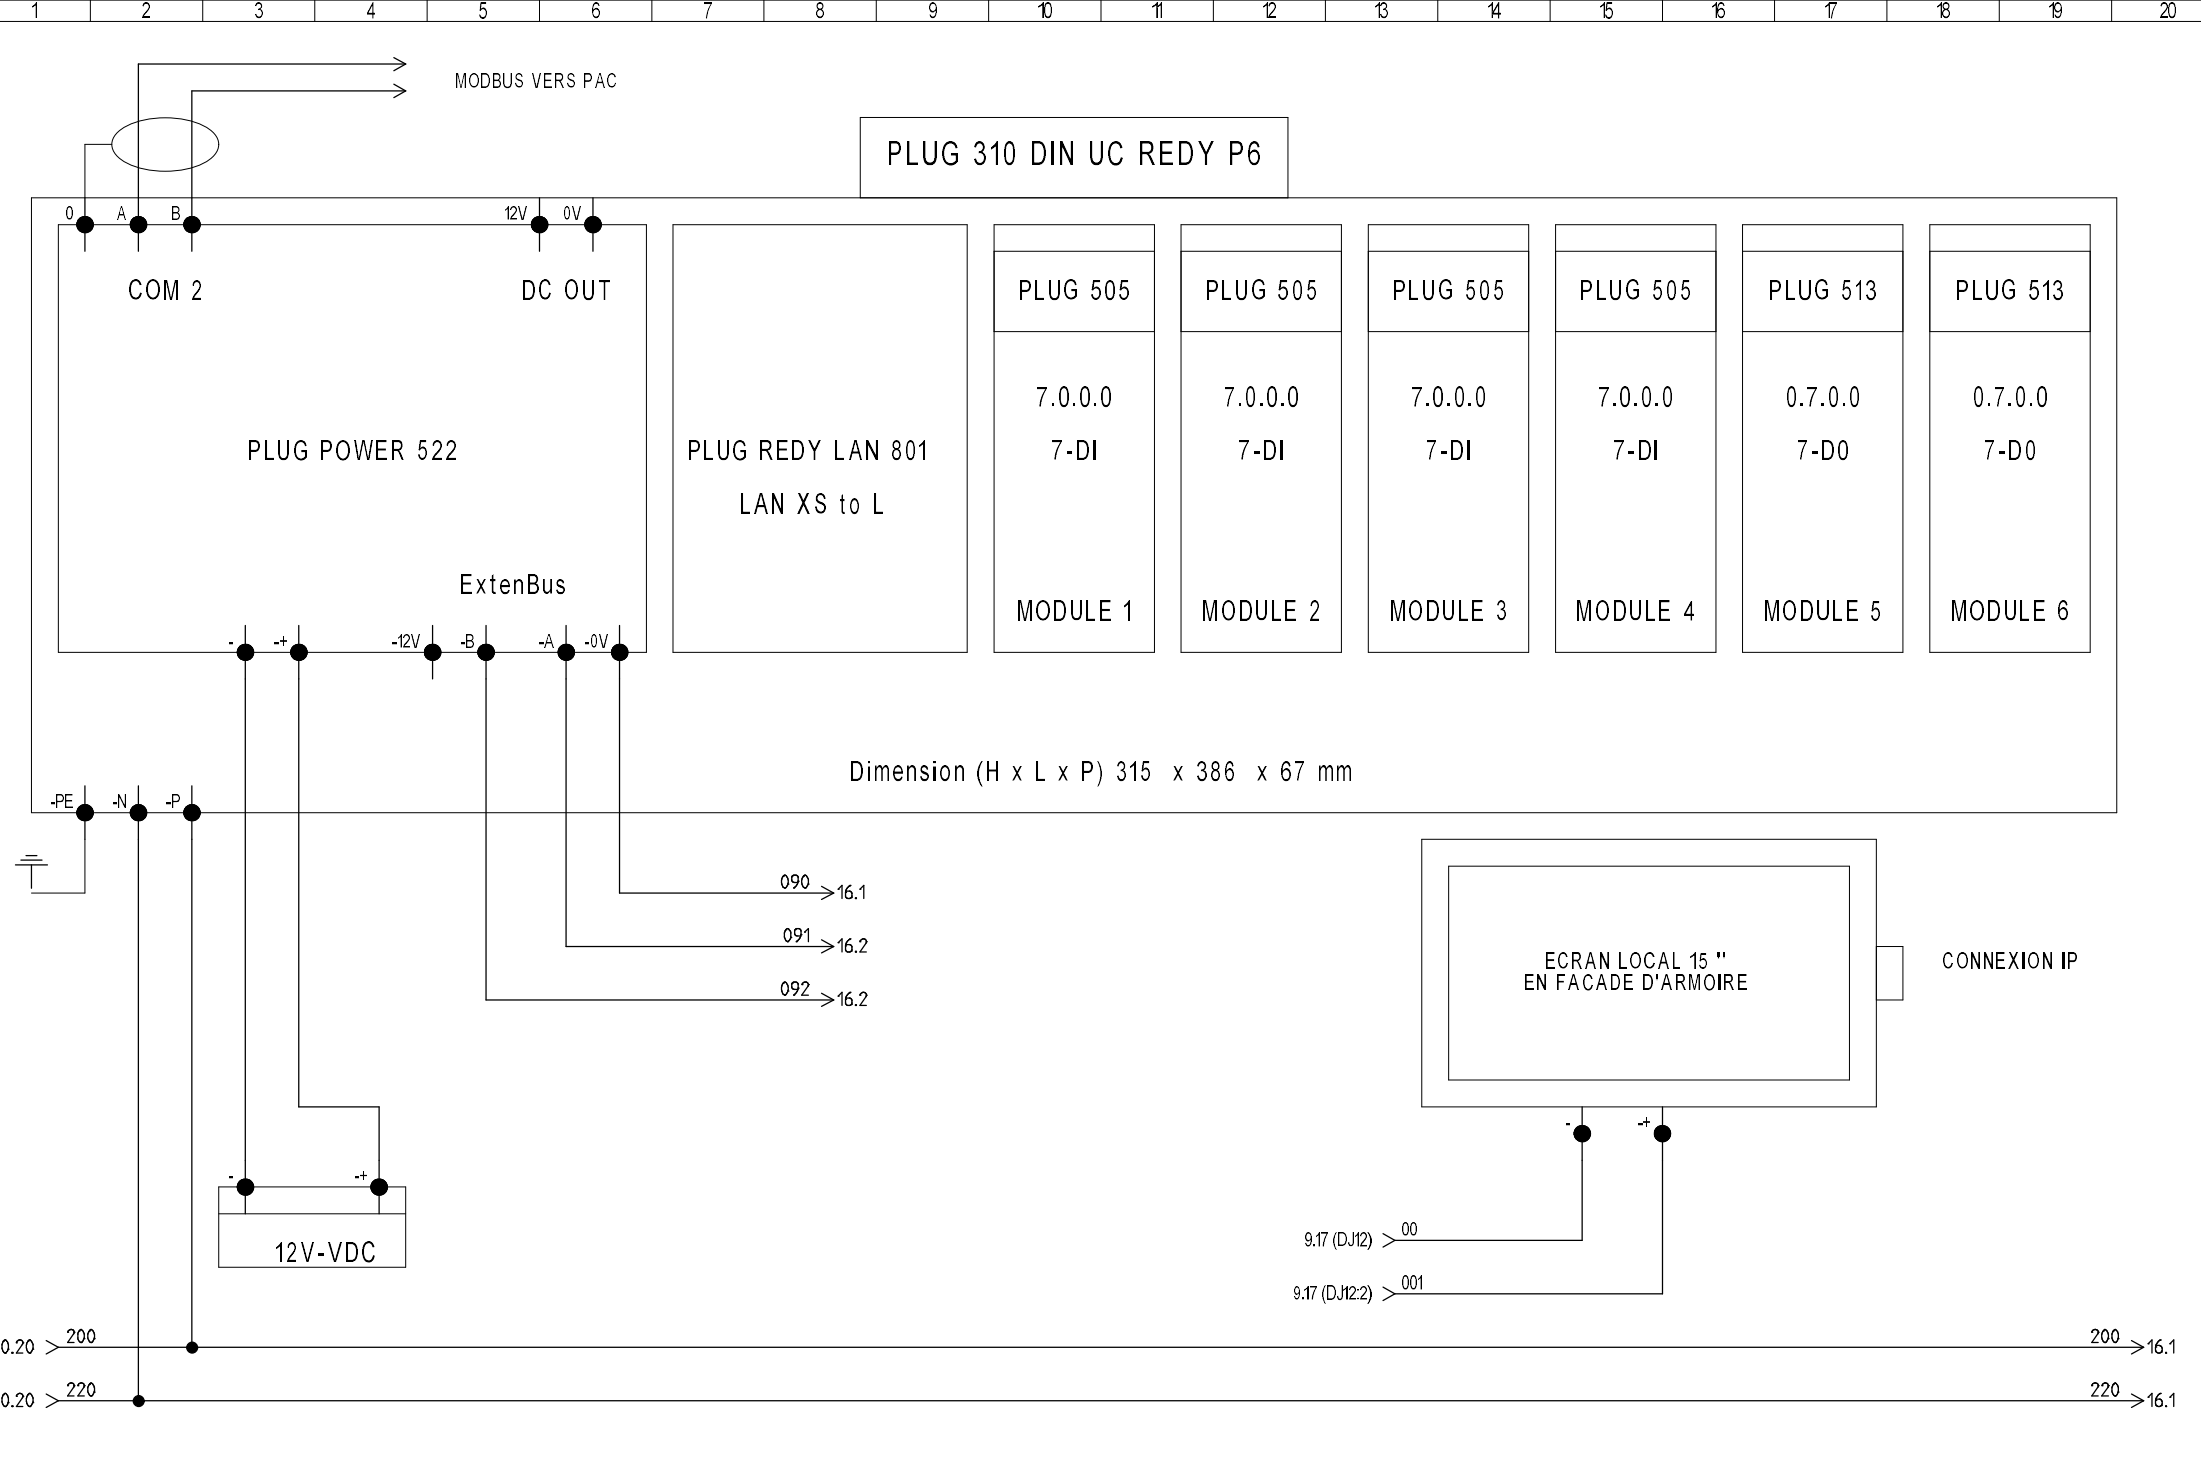 1 2 3 4 5 6 7 8 9 10 11 12 13 14 15 16 17 18 19 20
MODBUS VERS PAC
PLUG 310 DIN UC REDY P6
0 A B 12V 0V
COM 2 DC OUT
PLUG 505 PLUG 505 PLUG 505 PLUG 505 PLUG 513 PLUG 513
7.0.0.0 7.0.0.0 7.0.0.0 7.0.0.0 0.7.0.0 0.7.0.0
PLUG POWER 522 PLUG REDY LAN 801 7-DI 7-DI 7-DI 7-DI 7-D0 7-D0
LAN XS to L
ExtenBus
MODULE 1 MODULE 2 MODULE 3 MODULE 4 MODULE 5 MODULE 6
- -+ -12V -B -A -0V
Dimension (H x L x P) 315 x 386 x 67 mm
-PE -N -P
090 16.1
091 16.2
092 16.2
ECRAN LOCAL 15 "
EN FACADE D'ARMOIRE
CONNEXION IP
- -+
- -+
12V-VDC
9.17 (DJ12) 00
9.17 (DJ12:2) 001
0.20 200 200 16.1
0.20 220 220 16.1